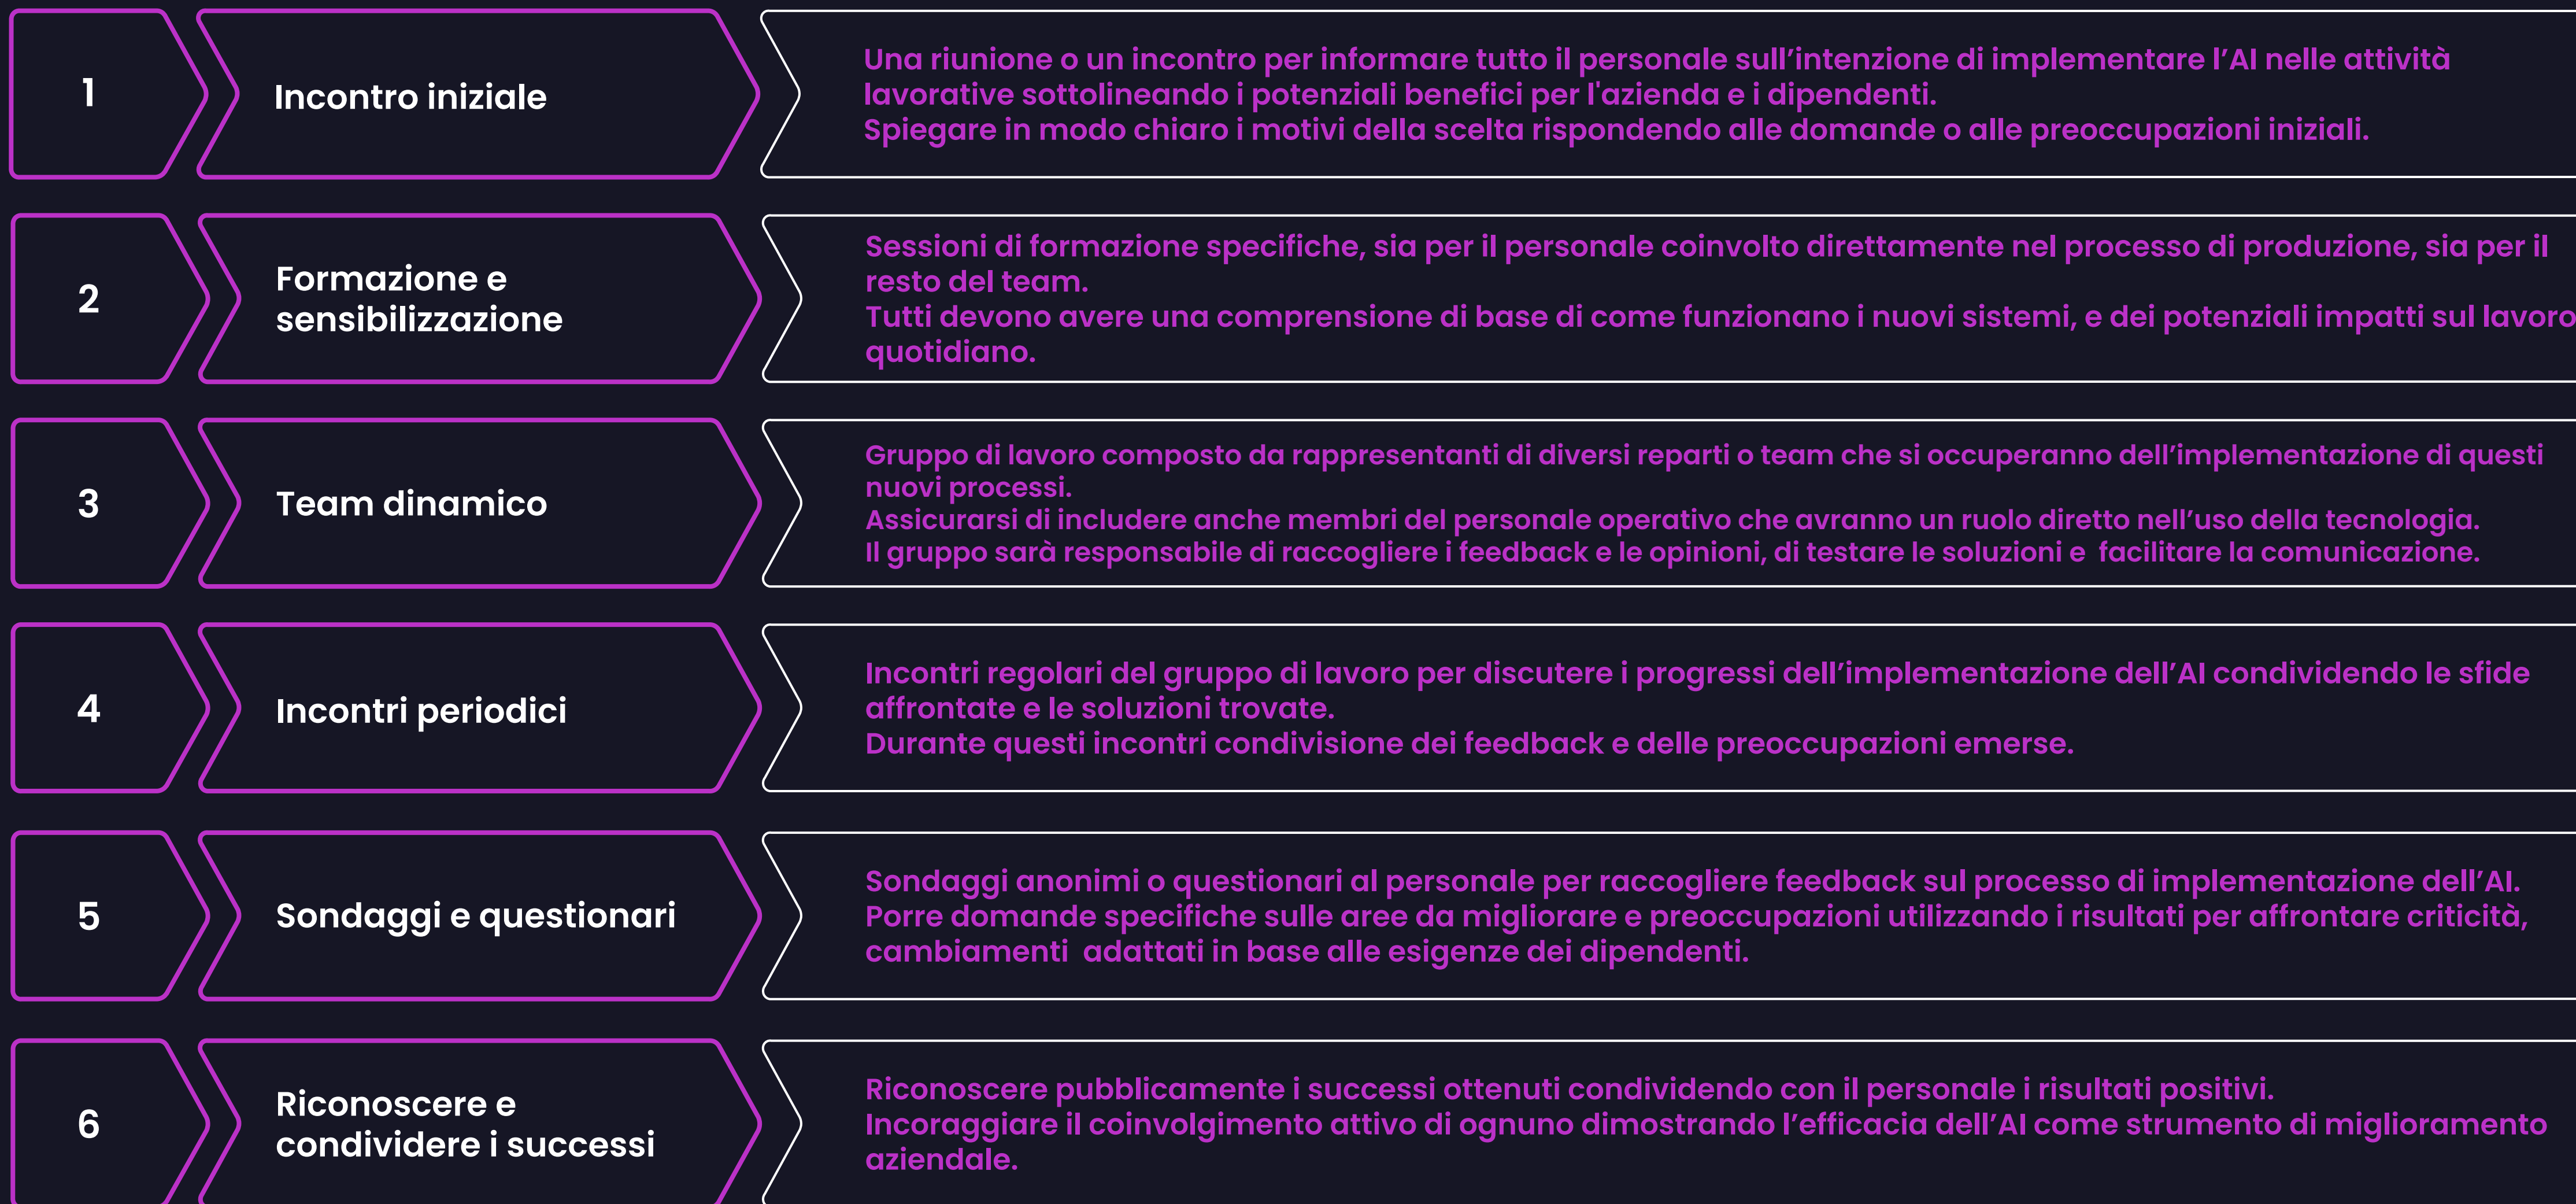 1
Incontro iniziale
Una riunione o un incontro per informare tutto il personale sull’intenzione di implementare l’AI nelle attività
lavorative sottolineando i potenziali benefici per l'azienda e i dipendenti.
Spiegare in modo chiaro i motivi della scelta rispondendo alle domande o alle preoccupazioni iniziali.
2
Formazione e
sensibilizzazione
Sessioni di formazione specifiche, sia per il personale coinvolto direttamente nel processo di produzione, sia per il
resto del team.
Tutti devono avere una comprensione di base di come funzionano i nuovi sistemi, e dei potenziali impatti sul lavoro
quotidiano.
3
Team dinamico
Gruppo di lavoro composto da rappresentanti di diversi reparti o team che si occuperanno dell’implementazione di questi
nuovi processi.
Assicurarsi di includere anche membri del personale operativo che avranno un ruolo diretto nell’uso della tecnologia.
Il gruppo sarà responsabile di raccogliere i feedback e le opinioni, di testare le soluzioni e  facilitare la comunicazione.
4
Incontri periodici
Incontri regolari del gruppo di lavoro per discutere i progressi dell’implementazione dell’AI condividendo le sfide
affrontate e le soluzioni trovate.
Durante questi incontri condivisione dei feedback e delle preoccupazioni emerse.
5
Sondaggi e questionari
Sondaggi anonimi o questionari al personale per raccogliere feedback sul processo di implementazione dell’AI.
Porre domande specifiche sulle aree da migliorare e preoccupazioni utilizzando i risultati per affrontare criticità,
cambiamenti  adattati in base alle esigenze dei dipendenti.
6
Riconoscere e
condividere i successi
Riconoscere pubblicamente i successi ottenuti condividendo con il personale i risultati positivi.
Incoraggiare il coinvolgimento attivo di ognuno dimostrando l’efficacia dell’AI come strumento di miglioramento
aziendale.